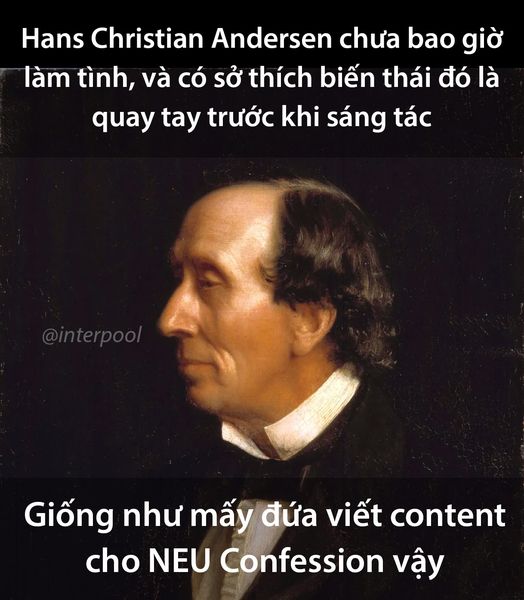 Hans Christian Andersen chưa bao giờ
làm tình, và có sở thích biến thái đó là
quay tay trước khi sáng tác
@interpool
Giống như mấy đứa viết content
cho NEU Confession vậy